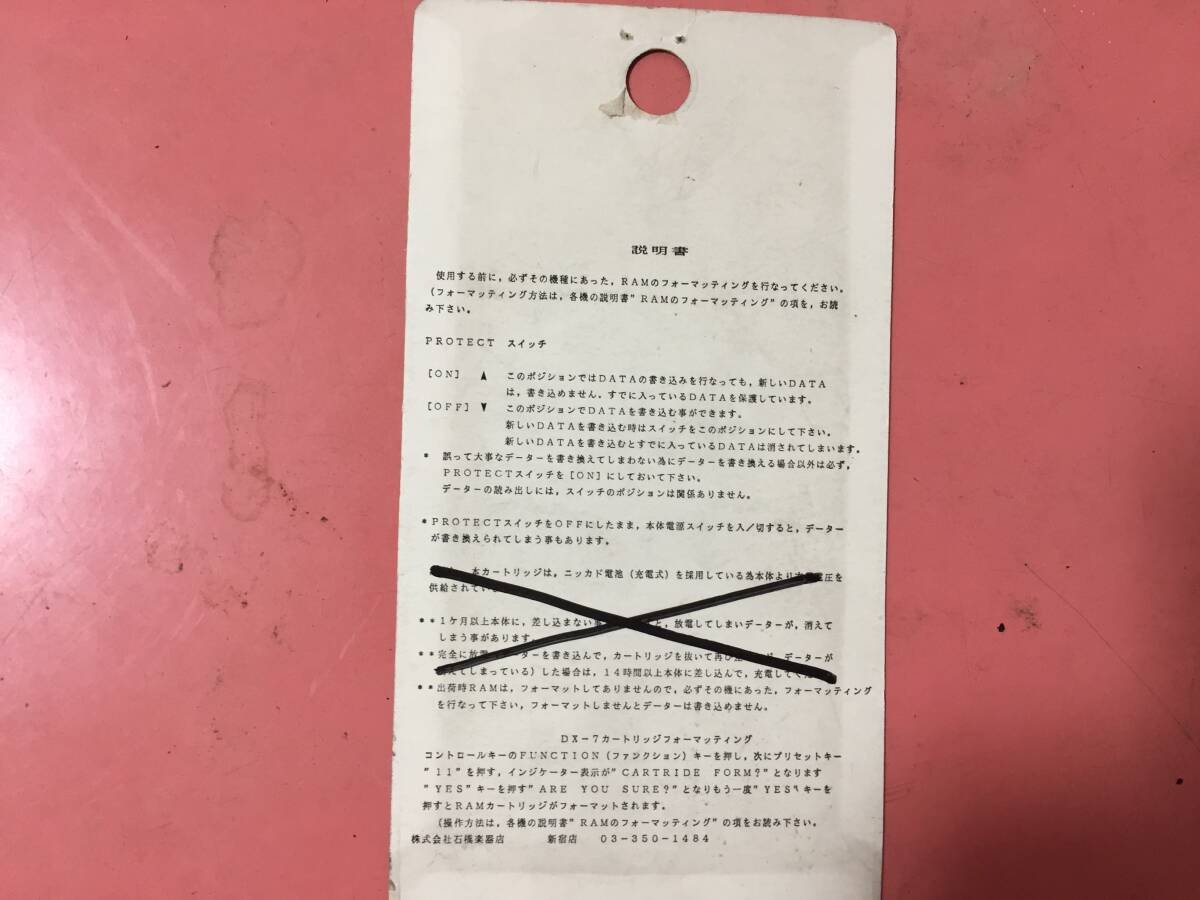 説明書
使用する前に，必ずその機種にあった，RAMのフォーマッティングを行なってください。
（フォーマッティング方法は，各機の説明書"RAMのフォーマッティング"の項を，お読
み下さい。
PROTECT スイッチ
[ON] ▲ このポジションではDATAの書き込みを行なっても，新しいDATA
は，書き込めません。すでに入っているDATAを保護しています。
[OFF] ▼ このポジションでDATAを書き込む事ができます。
新しいDATAを書き込む時はスイッチをこのポジションにして下さい。
新しいDATAを書き込むとすでに入っているDATAは消されてしまいます。
* 誤って大事なデーターを書き換えてしまわない為にデーターを書き換える場合以外は必ず，
PROTECTスイッチを[ON]にしておいて下さい。
データーの読み出しには，スイッチのポジションは関係ありません。
*PROTECTスイッチをOFFにしたまま，本体電源スイッチを入／切すると，データー
が書き換えられてしまう事もあります。
本カートリッジは，ニッカド電池（充電式）を採用している為本体より 圧を
供給されてい
**1ケ月以上本体に，差し込まない と，放電してしまいデーターが，消えて
しまう事があります。
**完全に放電 ーターを書き込んで，カートリッジを抜いて再び データーが
えてしまっている）した場合は，14時間以上本体に差し込んで，充電してく
**出荷時RAMは，フォーマットしてありませんので，必ずその機にあった，フォーマッティング
を行なって下さい，フォーマットしませんとデーターは書き込めません。
DX−7カートリッジフォーマッティング
コントロールキーのFUNCTION（ファンクション）キーを押し，次にプリセットキー
"11"を押す，インジケーター表示が"CARTRIDE FORM?"となります
"YES"キーを押す"ARE YOU SURE?"となりもう一度"YES"キーを
押すとRAMカートリッジがフォーマットされます。
（操作方法は，各機の説明書"RAMのフォーマッティング"の項をお読み下さい。
株式会社石橋楽器店 新宿店 03−350−1484